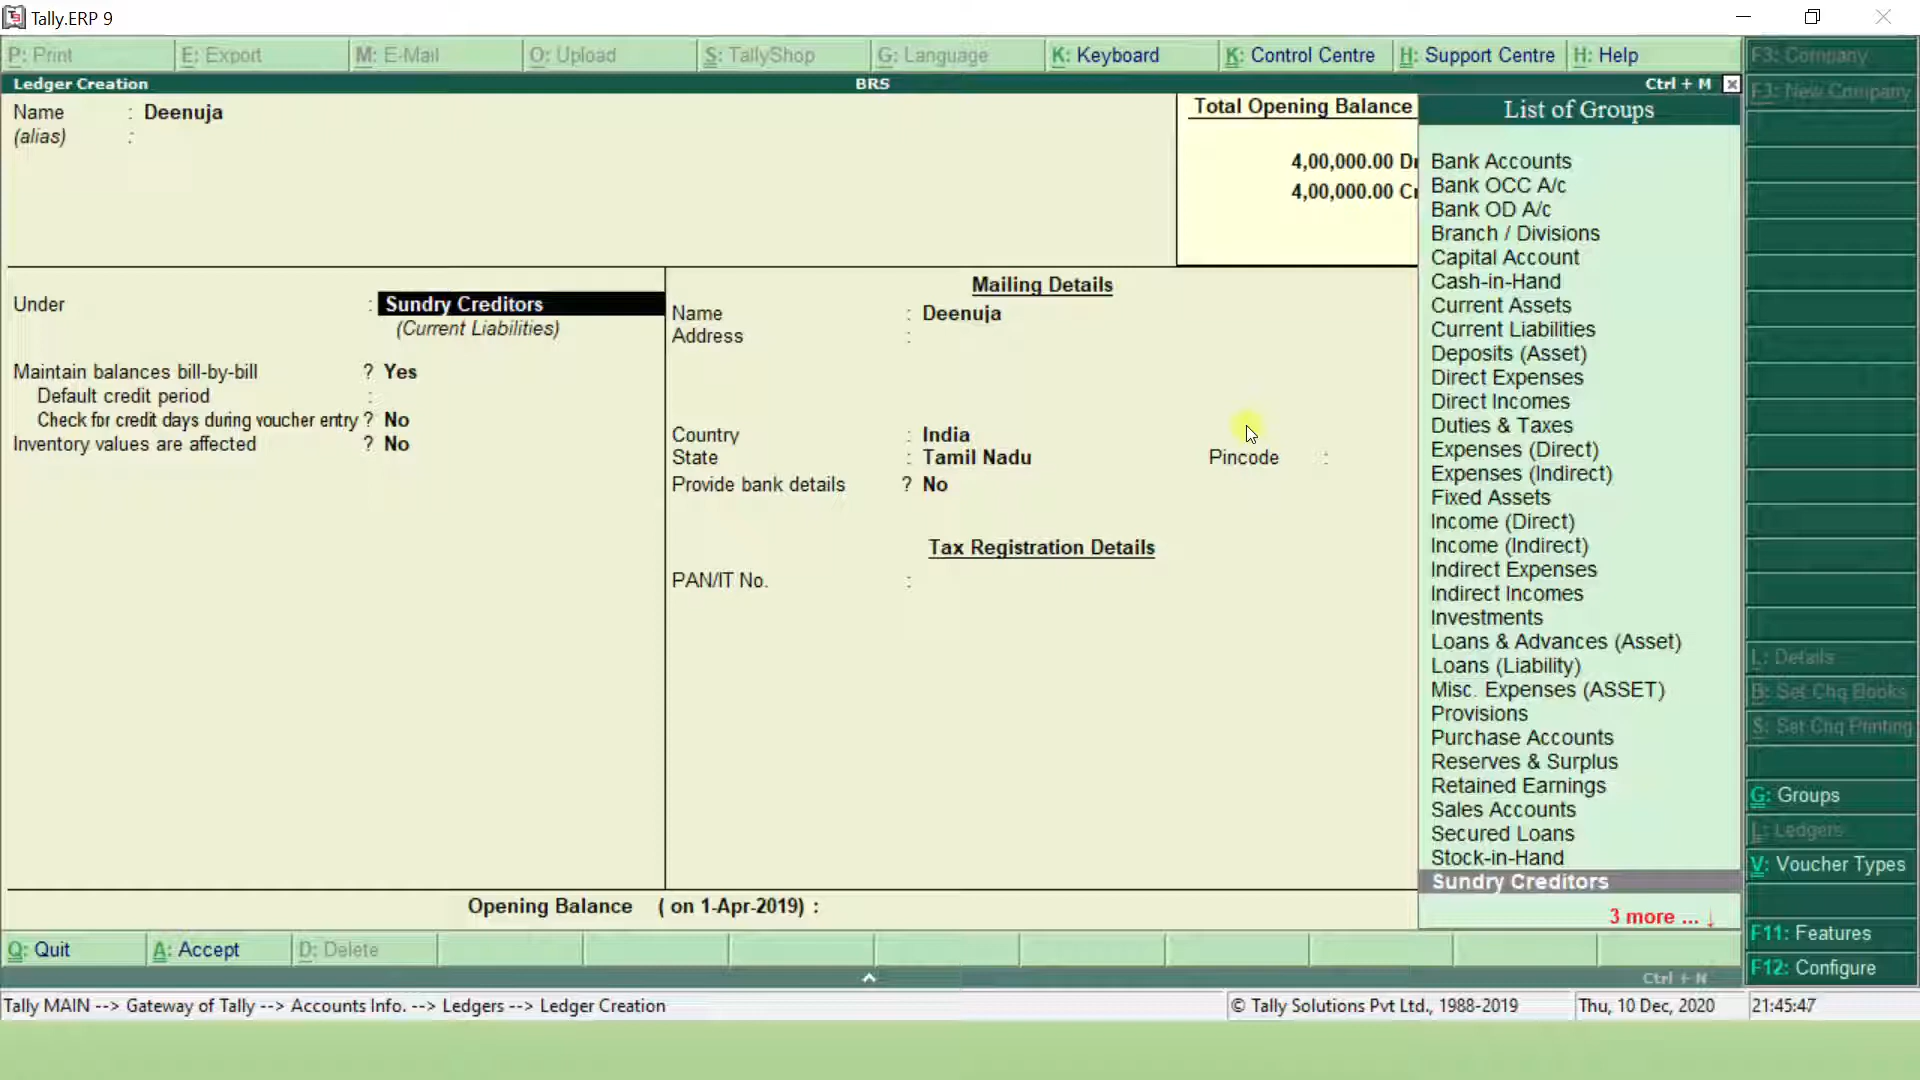 Tally.ERP 9
P: Print
E: Export
M: E-Mail
O: Upload
S: TallyShop
G: Language
K: Keyboard
K: Control Centre
H: Support Centre
H: Help
F3: Company
Ledger Creation
BRS
Ctrl + M
F3: New Company
Name : Deenuja
(alias) :
Total Opening Balance
4,00,000.00 Dr
4,00,000.00 Cr
Under : Sundry Creditors
(Current Liabilities)
Maintain balances bill-by-bill ? Yes
Default credit period :
Check for credit days during voucher entry ? No
Inventory values are affected ? No
Mailing Details
Name : Deenuja
Address :
Country : India
State : Tamil Nadu
Pincode :
Provide bank details ? No
Tax Registration Details
PAN/IT No. :
Opening Balance ( on 1-Apr-2019) :
List of Groups
Bank Accounts
Bank OCC A/c
Bank OD A/c
Branch / Divisions
Capital Account
Cash-in-Hand
Current Assets
Current Liabilities
Deposits (Asset)
Direct Expenses
Direct Incomes
Duties & Taxes
Expenses (Direct)
Expenses (Indirect)
Fixed Assets
Income (Direct)
Income (Indirect)
Indirect Expenses
Indirect Incomes
Investments
Loans & Advances (Asset)
Loans (Liability)
Misc. Expenses (ASSET)
Provisions
Purchase Accounts
Reserves & Surplus
Retained Earnings
Sales Accounts
Secured Loans
Stock-in-Hand
Sundry Creditors
3 more ... ↓
L: Details
B: Set Chq Books
S: Set Chq Printing
G: Groups
L: Ledgers
V: Voucher Types
F11: Features
F12: Configure
Q: Quit
A: Accept
D: Delete
Ctrl + N
Tally MAIN --> Gateway of Tally --> Accounts Info. --> Ledgers --> Ledger Creation
© Tally Solutions Pvt Ltd., 1988-2019
Thu, 10 Dec, 2020
21:45:47